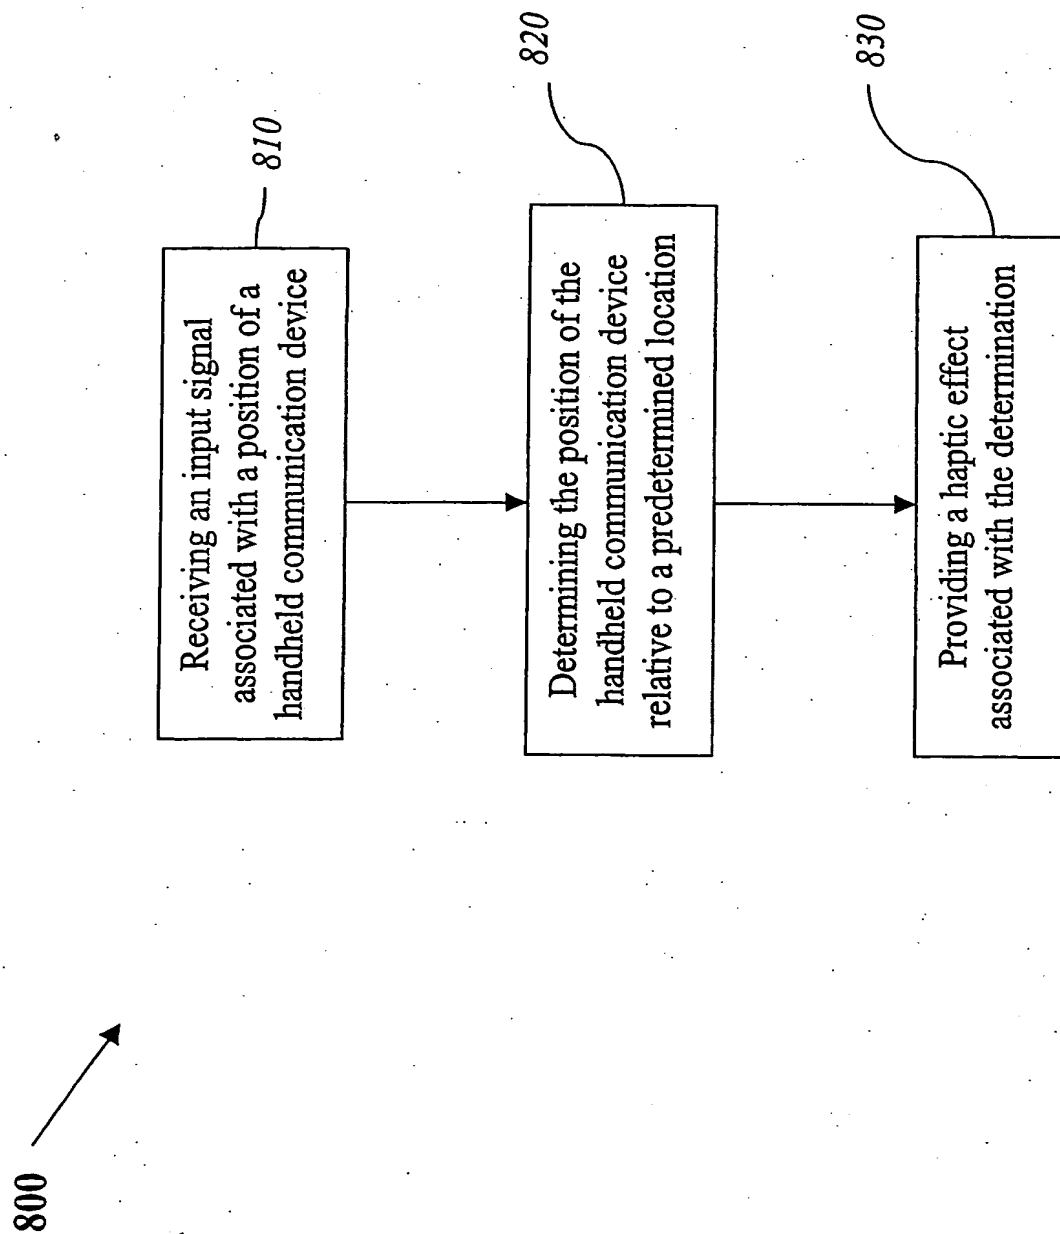 800
810
Receiving an input signal
associated with a position of a
handheld communication device
820
Determining the position of the
handheld communication device
relative to a predetermined location
830
Providing a haptic effect
associated with the determination